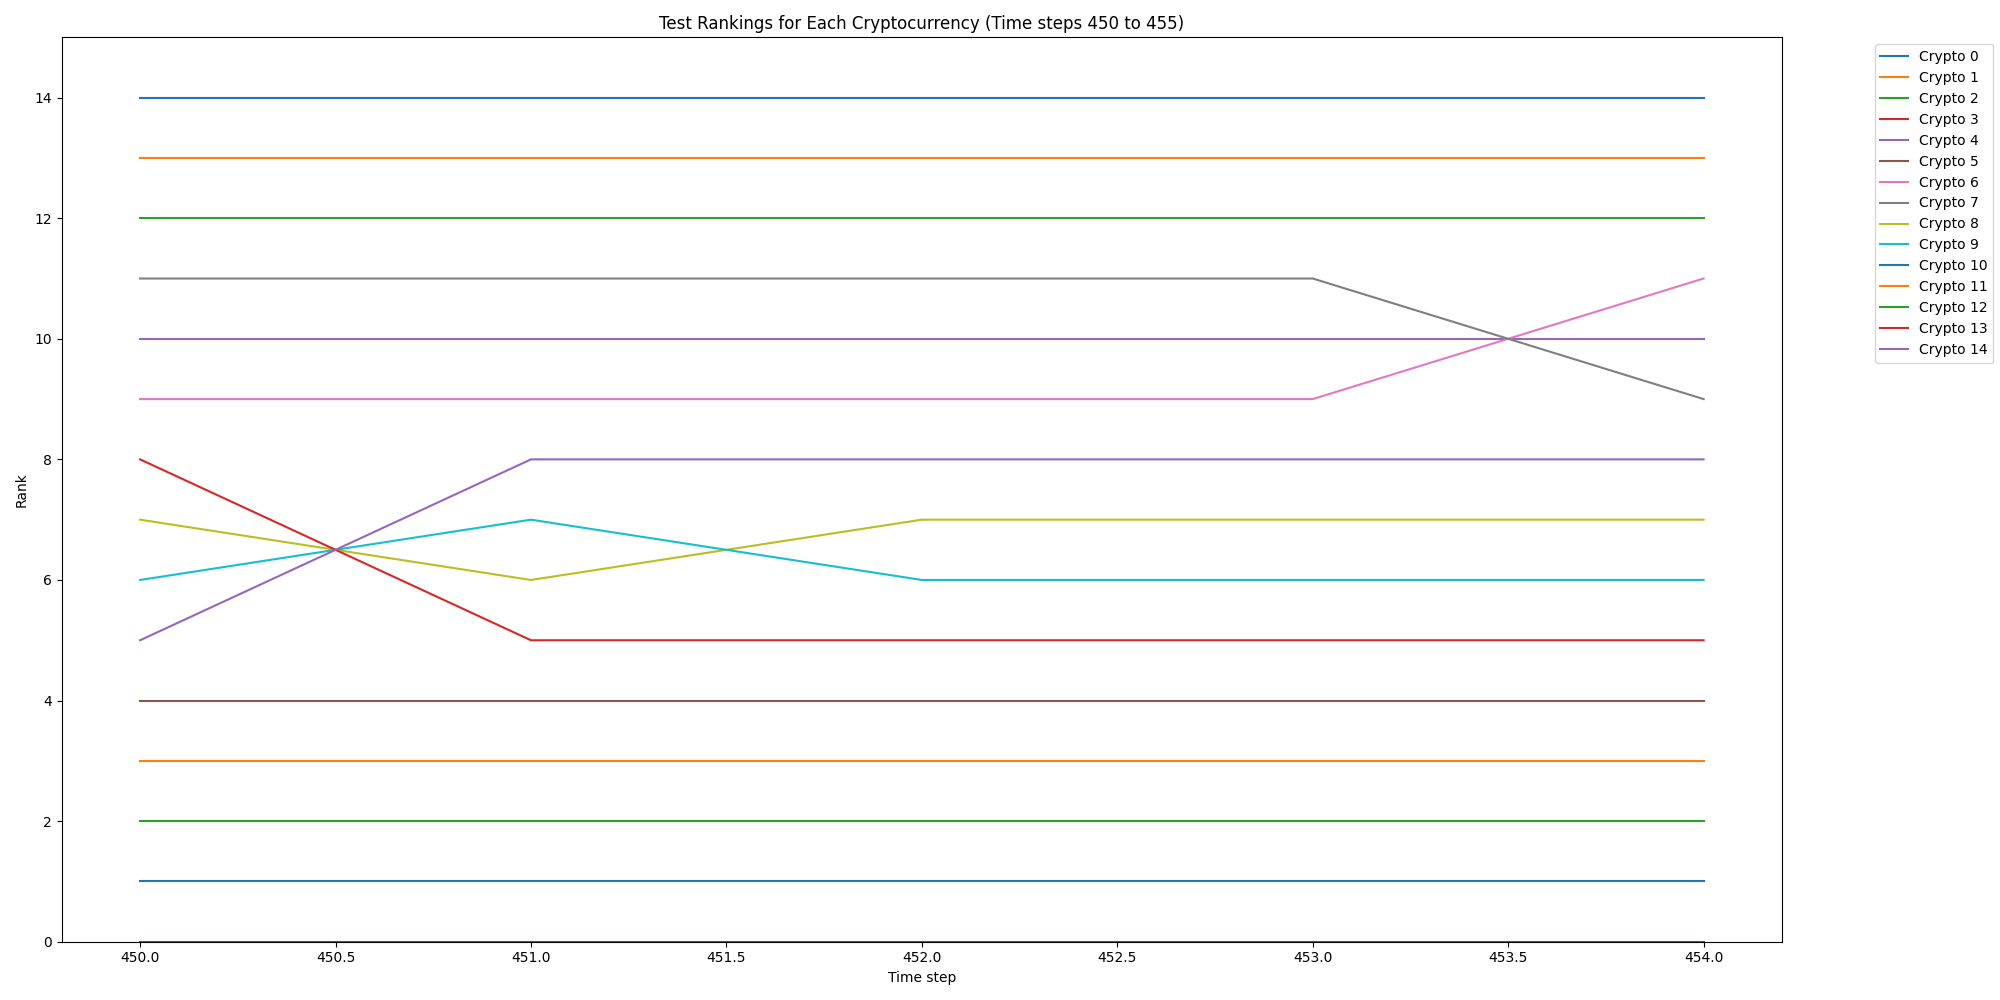 Test Rankings for Each Cryptocurrency (Time steps 450 to 455)
14
12
10
8
6
4
2
0
Rank
450.0 450.5 451.0 451.5 452.0 452.5 453.0 453.5 454.0
Time step
Crypto 0
Crypto 1
Crypto 2
Crypto 3
Crypto 4
Crypto 5
Crypto 6
Crypto 7
Crypto 8
Crypto 9
Crypto 10
Crypto 11
Crypto 12
Crypto 13
Crypto 14